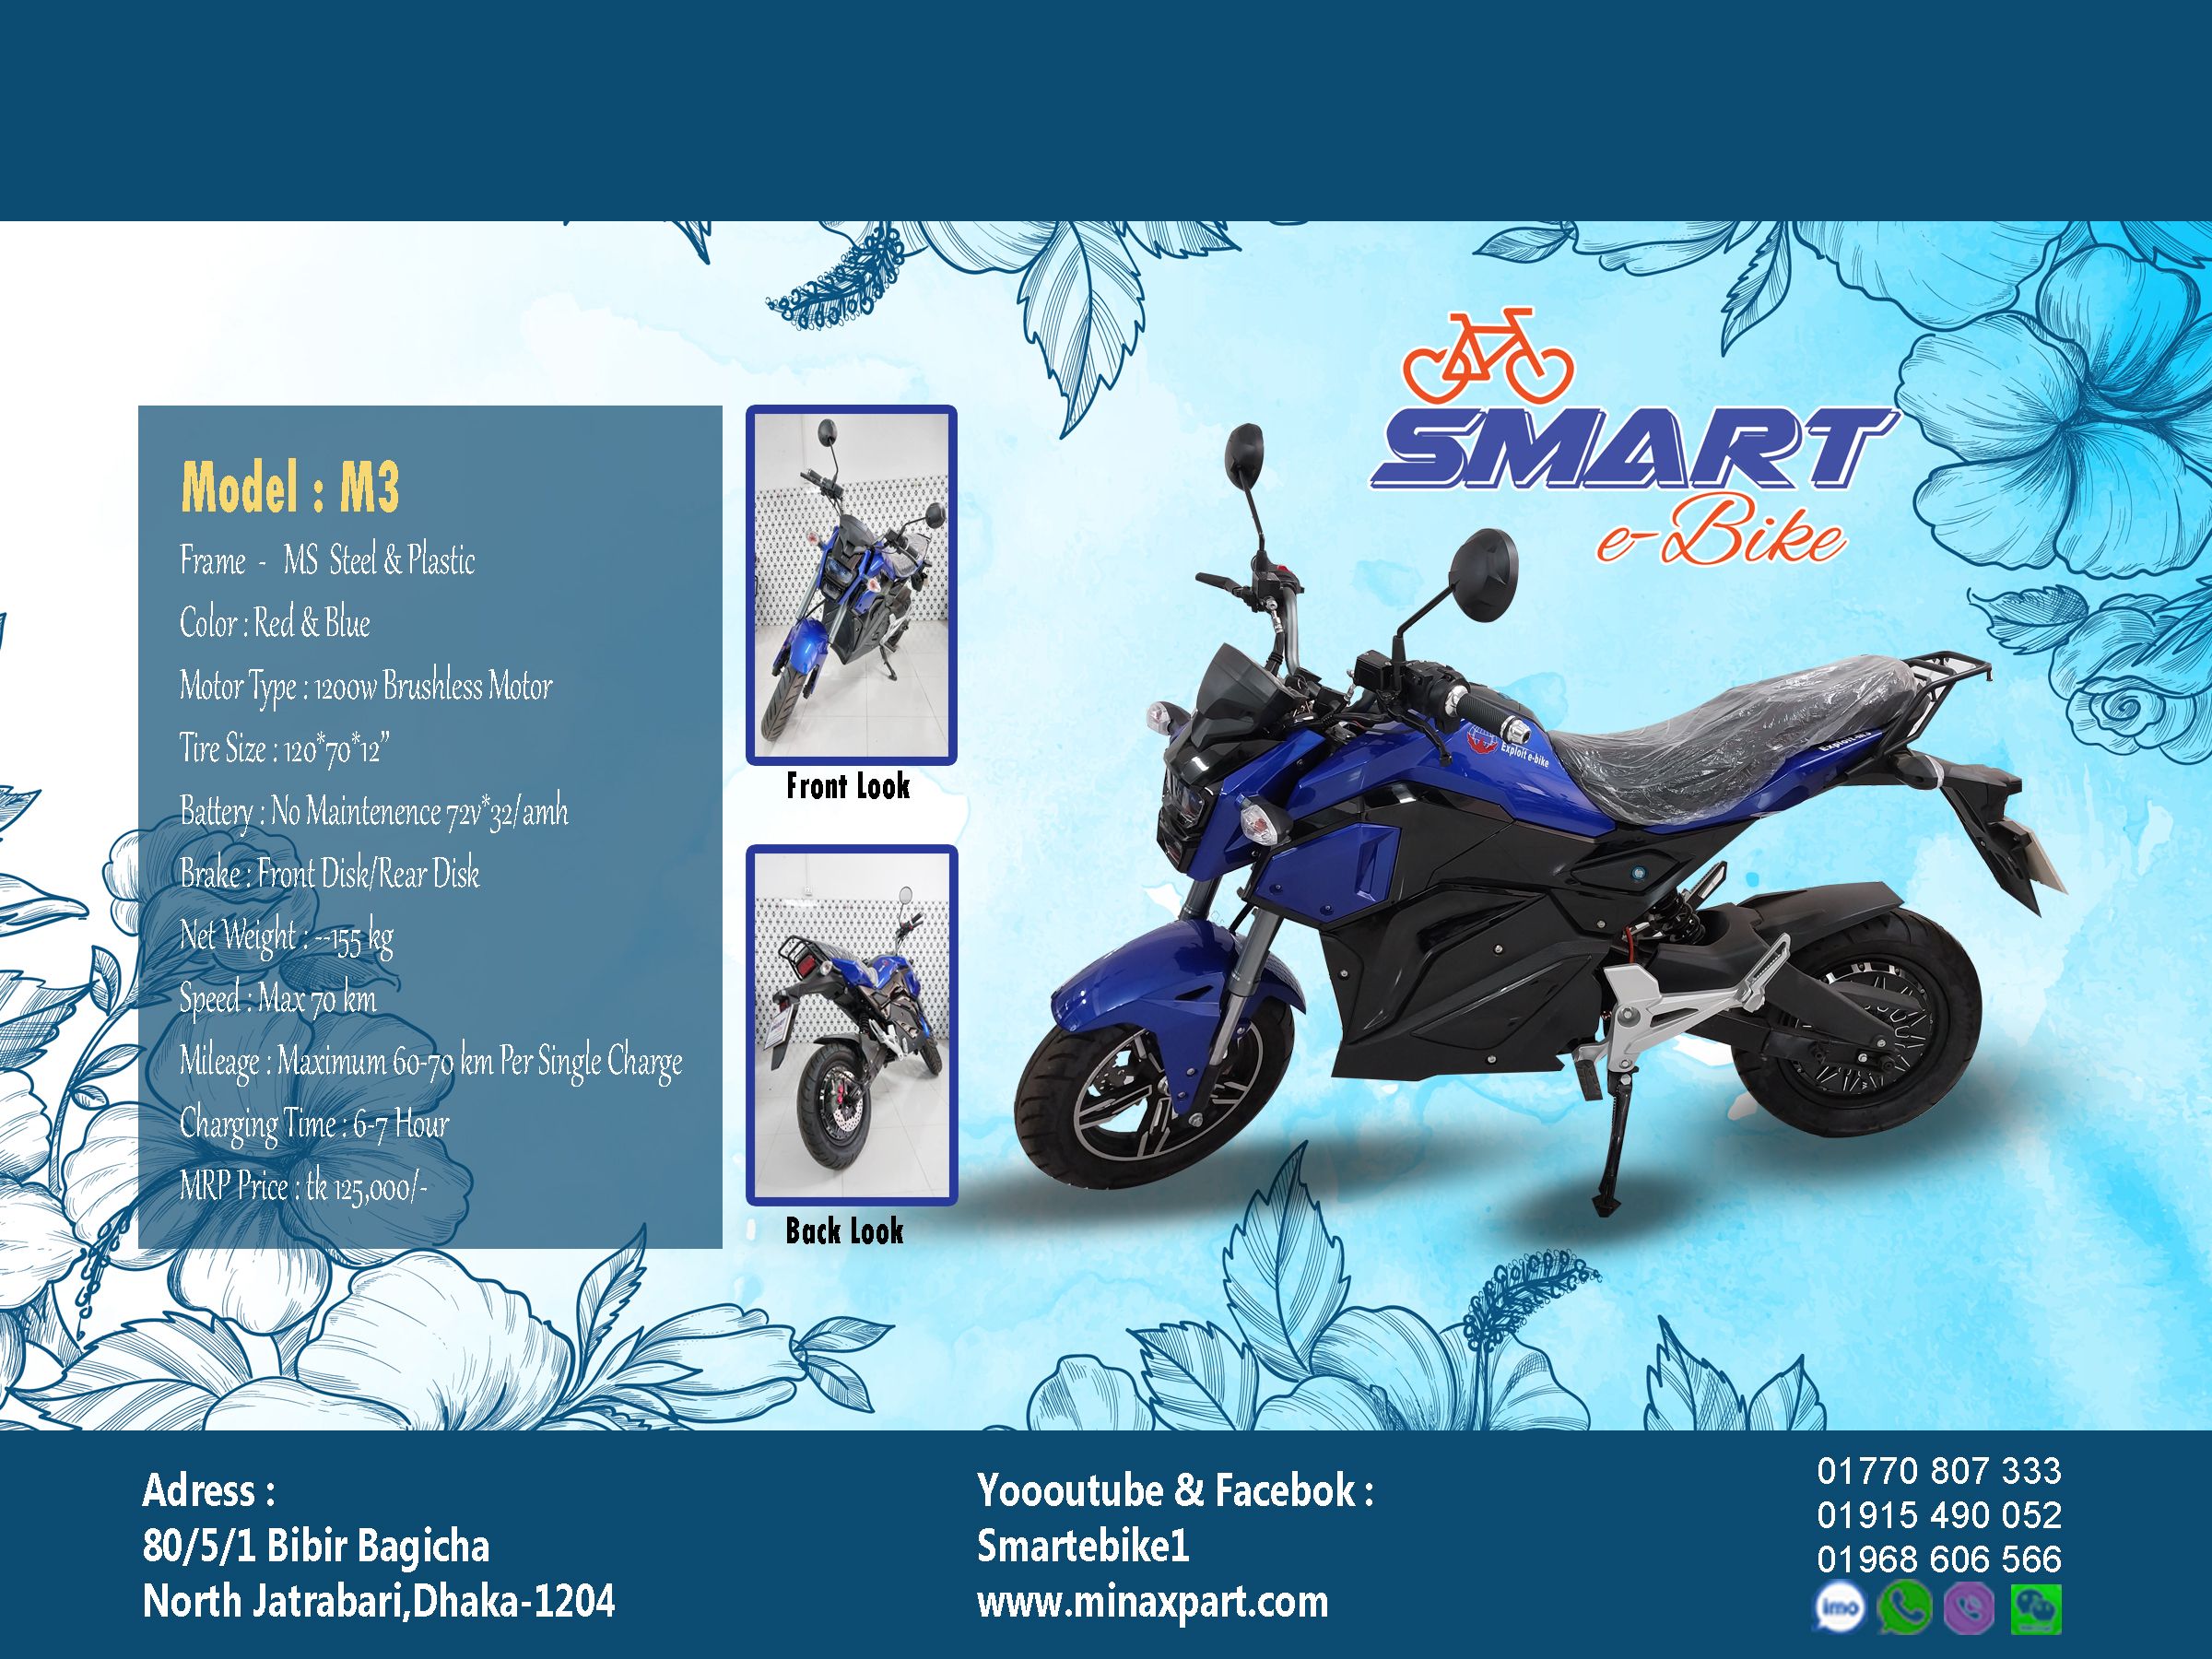 SMART
e-Bike
Model : M3
Frame - MS Steel & Plastic
Color : Red & Blue
Motor Type : 1200w Brushless Motor
Tire Size : 120*70*12”
Battery : No Maintenence 72v*32/amh
Brake : Front Disk/Rear Disk
Net Weight : --155 kg
Speed : Max 70 km
Mileage : Maximum 60-70 km Per Single Charge
Charging Time : 6-7 Hour
MRP Price : tk 125,000/-
Front Look
Back Look
Exploit e-bike
Adress :
80/5/1 Bibir Bagicha
North Jatrabari,Dhaka-1204
Yoooutube & Facebok :
Smartebike1
www.minaxpart.com
01770 807 333
01915 490 052
01968 606 566
imo